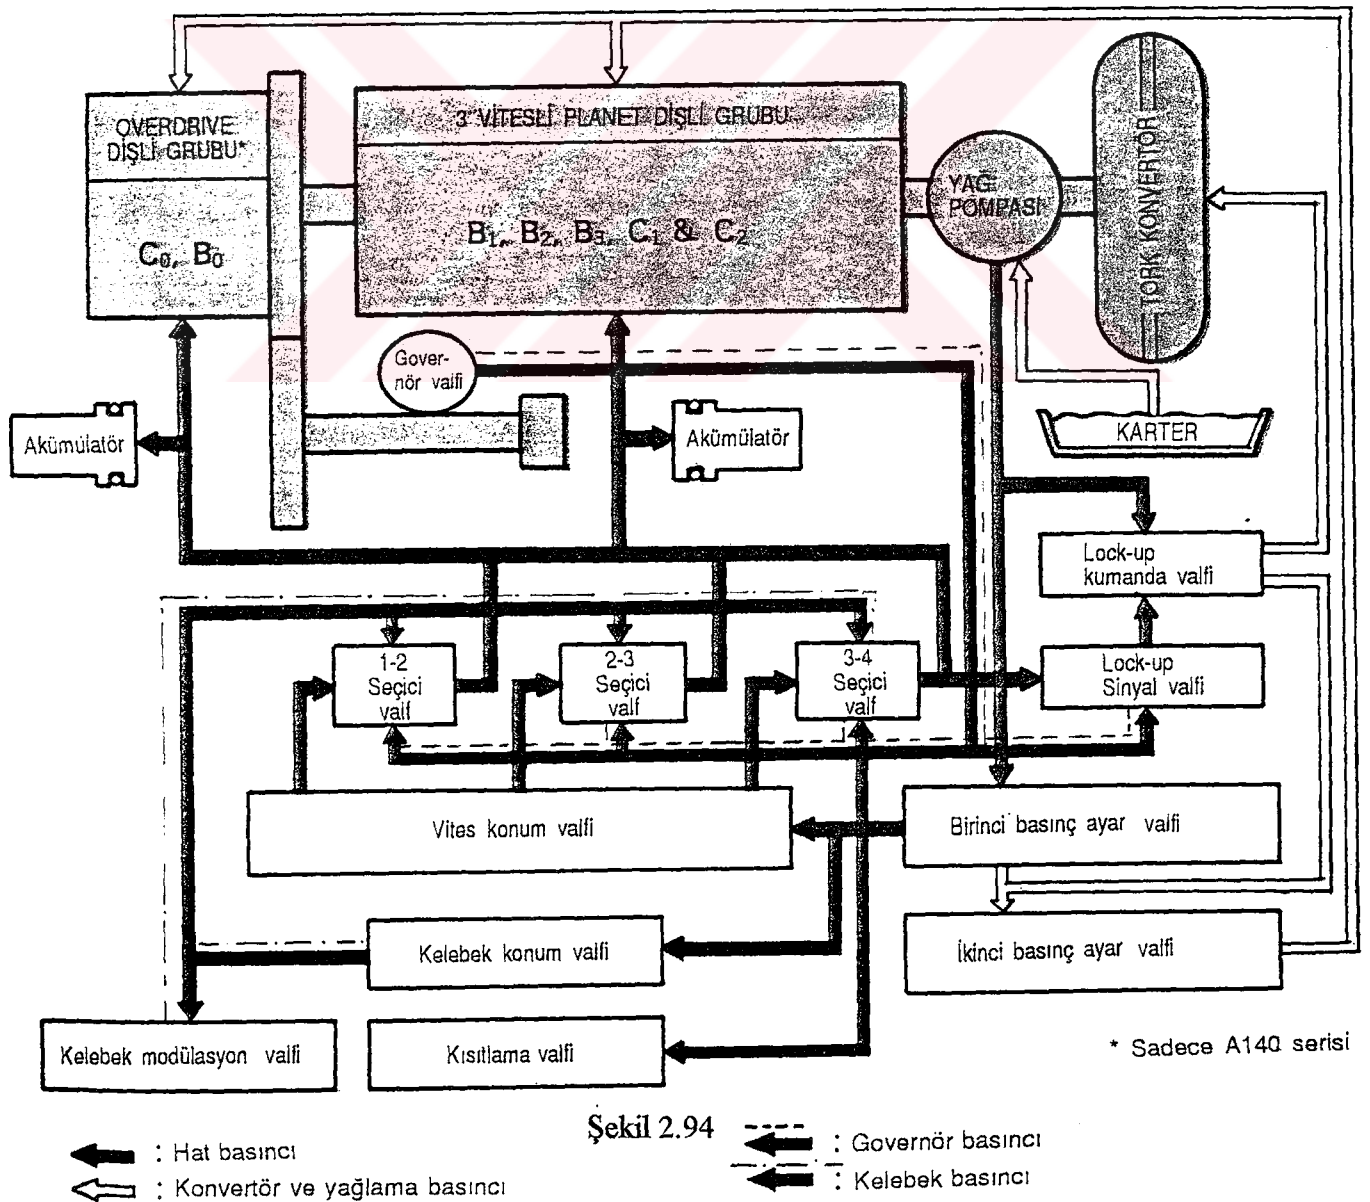 OVERDRIVE
DİŞLİ GRUBU*
C0, B0
3 VİTESLİ PLANET DİŞLİ GRUBU
B1, B2, B3, C1 & C2
YAĞ
POMPASI
TORK KONVERTÖR
Gover-
nör valfi
Akümulatör
Akümülatör
KARTER
Lock-up
kumanda valfi
1-2
Seçici
valf
2-3
Seçici
valf
3-4
Seçici
valf
Lock-up
Sinyal valfi
Vites konum valfi
Birinci basınç ayar valfi
Kelebek konum valfi
İkinci basınç ayar valfi
Kelebek modülasyon valfi
Kısıtlama valfi
* Sadece A140 serisi
Şekil 2.94
: Hat basıncı
: Konvertör ve yağlama basıncı
: Governör basıncı
: Kelebek basıncı